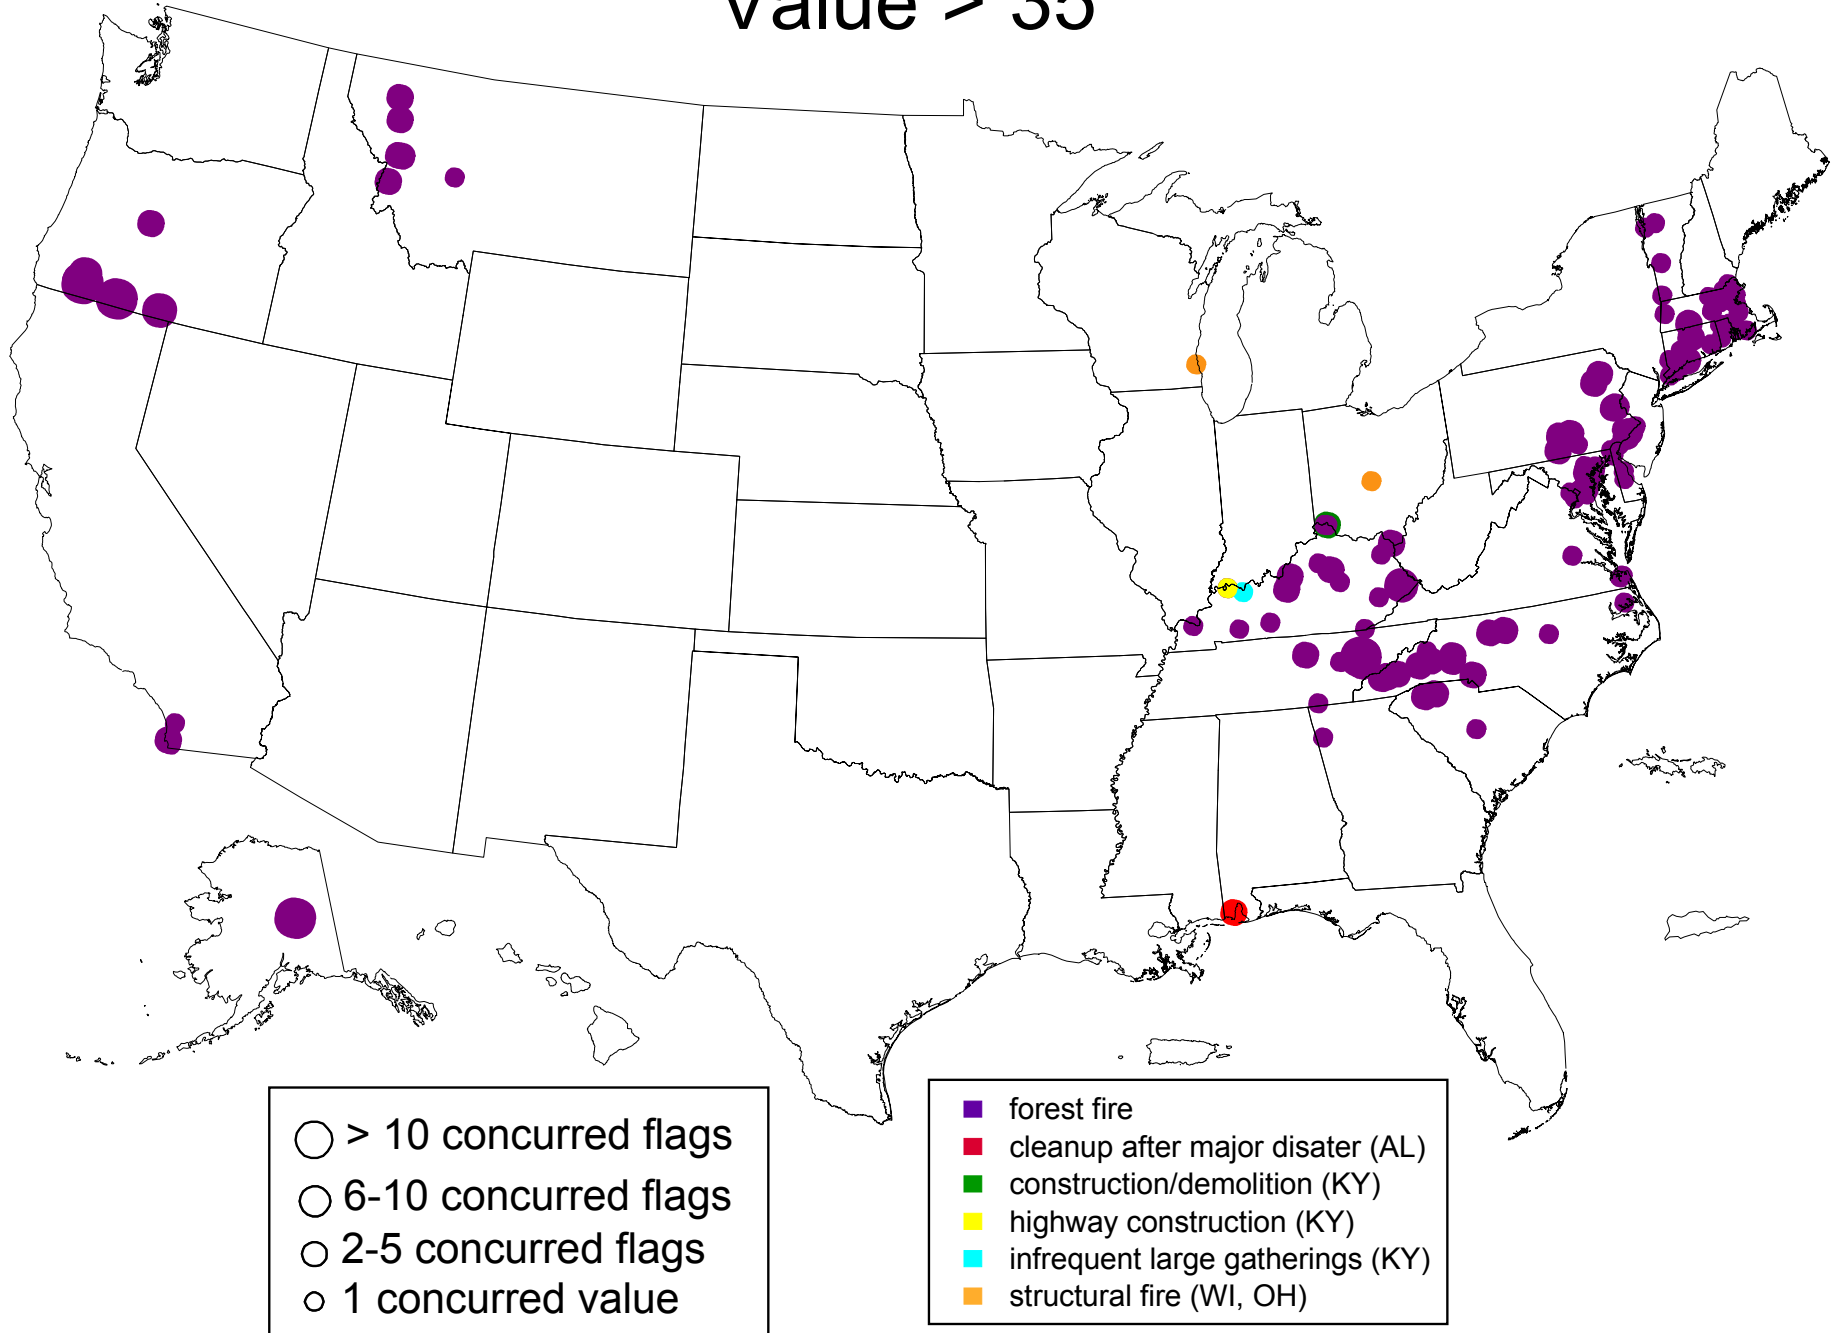 Value > 35
> 10 concurred flags
6-10 concurred flags
2-5 concurred flags
1 concurred value
forest fire
cleanup after major disater (AL)
construction/demolition (KY)
highway construction (KY)
infrequent large gatherings (KY)
structural fire (WI, OH)